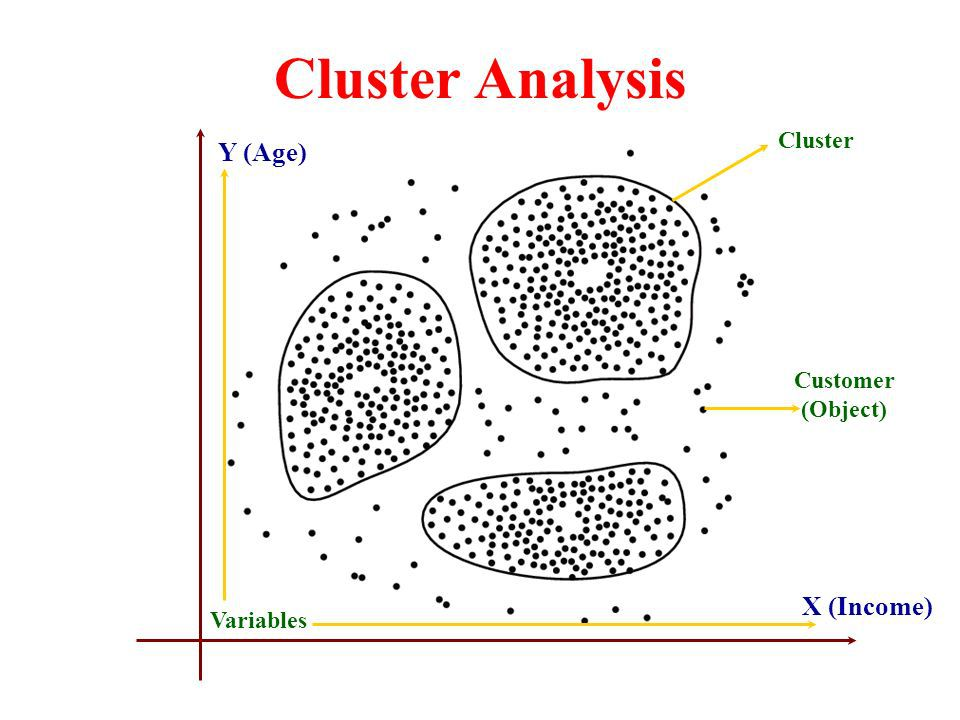 Cluster Analysis
Y (Age)
Cluster
Customer
(Object)
X (Income)
Variables